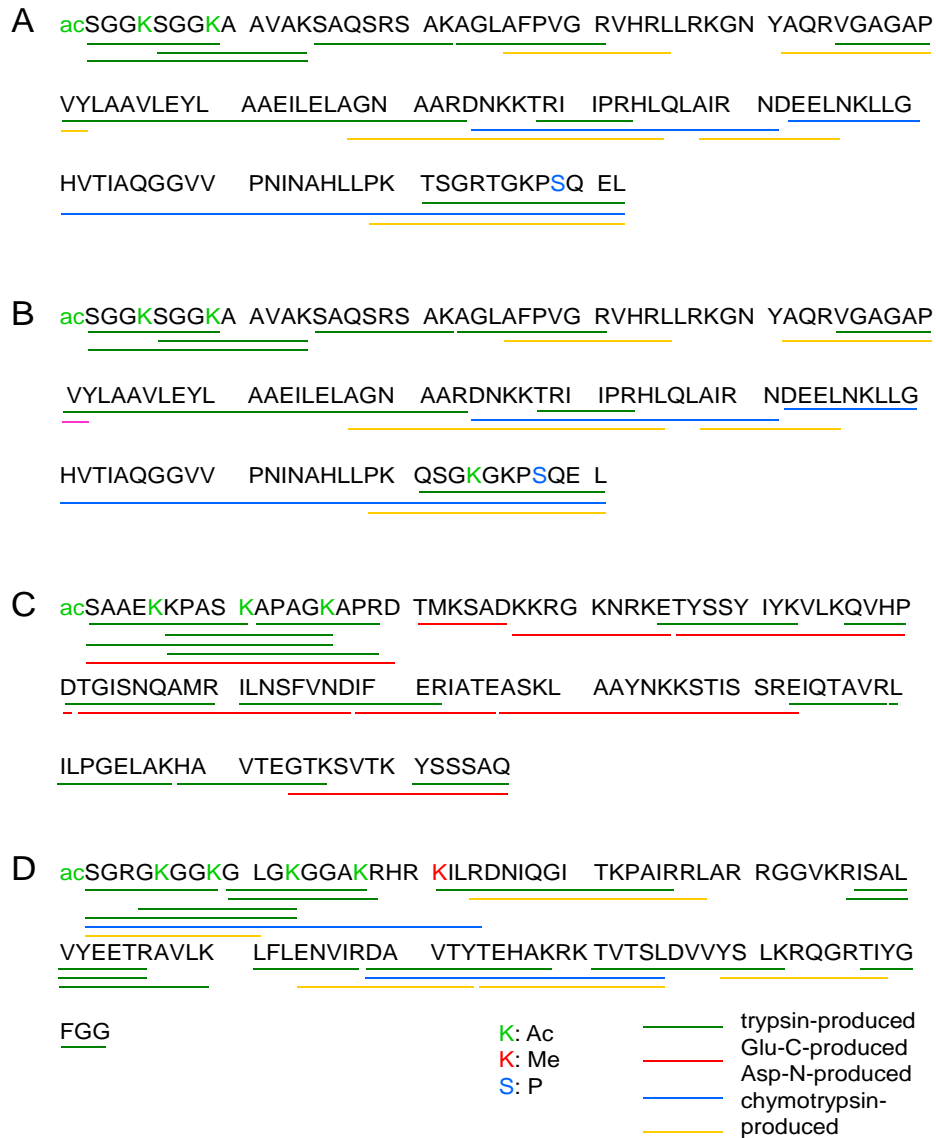 A
acSGGKSGGKA AVAKSAQSRS AKAGLAFPVG RVHRLLRKGN YAQRVGAGAP
VYLAAVLEYL AAEILELAGN AARDNKKTRI IPRHLQLAIR NDEELNKLLG
HVTIAQGGVV PNINAHLLPK TSGRTGKPSQ EL
B
acSGGKSGGKA AVAKSAQSRS AKAGLAFPVG RVHRLLRKGN YAQRVGAGAP
VYLAAVLEYL AAEILELAGN AARDNKKTRI IPRHLQLAIR NDEELNKLLG
HVTIAQGGVV PNINAHLLPK QSGKGKPSQE L
C
acSAAEKKPAS KAPAGKAPRD TMKSADKKRG KNRKETYSSY IYKVLKQVHP
DTGISNQAMR ILNSFVNDIF ERIATEASKL AAYNKKSTIS SREIQTAVRL
ILPGELAKHA VTEGTKSVTK YSSSAQ
D
acSGRGKGGKG LGKGGAKRHR KILRDNIQGI TKPAIRRLAR RGGVKRISAL
VYEETRAVLK LFLENVIRDA VTYTEHAKRK TVTSLDVVYS LKRQGRTIYG
FGG
K: Ac
K: Me
S: P
trypsin-produced
Glu-C-produced
Asp-N-produced
chymotrypsin-
produced